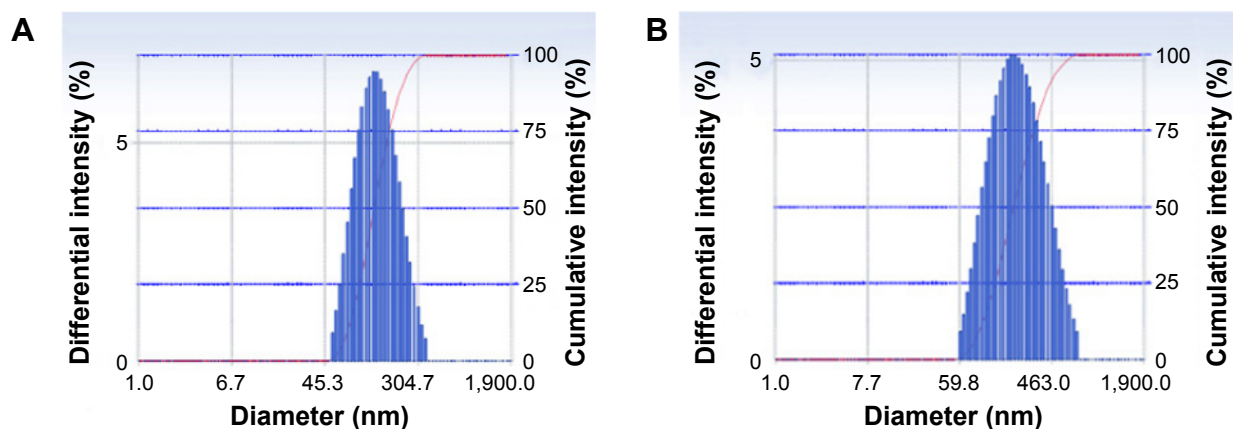 A
Differential intensity (%)
5
0
100
75
50
25
0
Cumulative intensity (%)
1.0 6.7 45.3 304.7 1,900.0
Diameter (nm)
B
Differential intensity (%)
5
0
100
75
50
25
0
Cumulative intensity (%)
1.0 7.7 59.8 463.0 1,900.0
Diameter (nm)